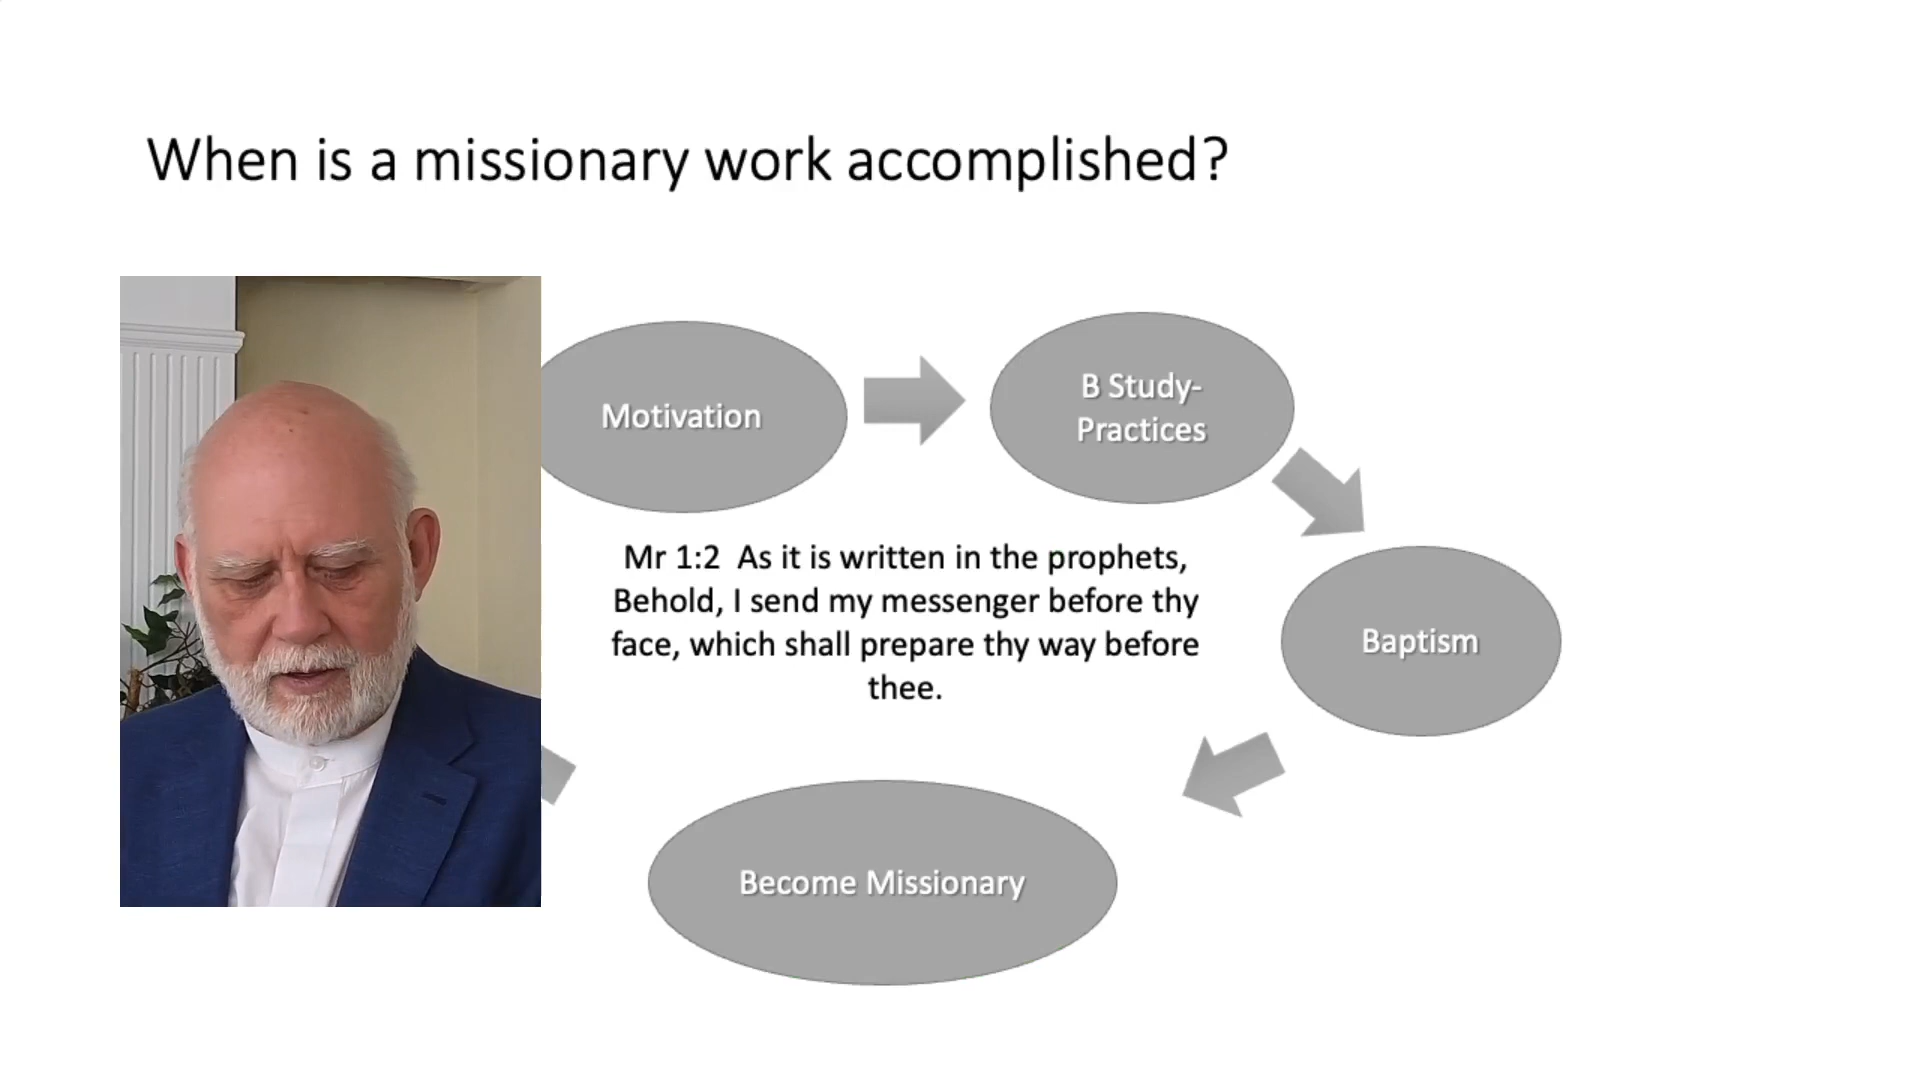 When is a missionary work accomplished?
Motivation
B Study-
Practices
Mr 1:2  As it is written in the prophets,
Behold, I send my messenger before thy
face, which shall prepare thy way before
thee.
Baptism
Become Missionary